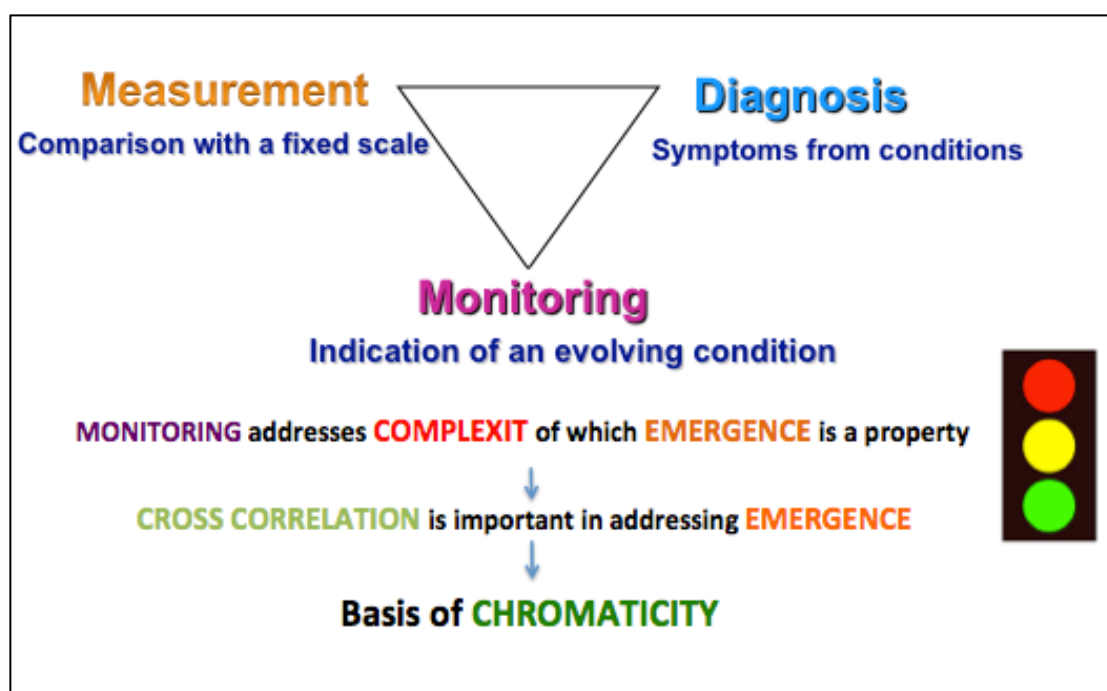 Measurement
Comparison with a fixed scale
Diagnosis
Symptoms from conditions
Monitoring
Indication of an evolving condition
MONITORING addresses COMPLEXIT of which EMERGENCE is a property
CROSS CORRELATION is important in addressing EMERGENCE
Basis of CHROMATICITY